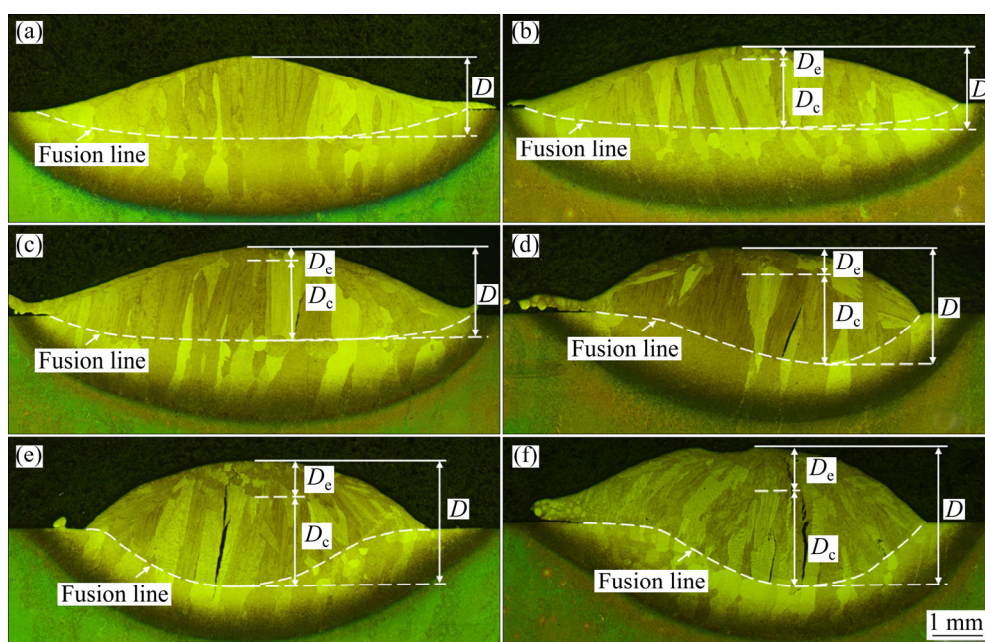 (a)
D
Fusion line
(b)
De
Dc
D
Fusion line
(c)
De
Dc
D
Fusion line
(d)
De
Dc
D
Fusion line
(e)
De
Dc
D
Fusion line
(f)
De
Dc
D
Fusion line
1 mm